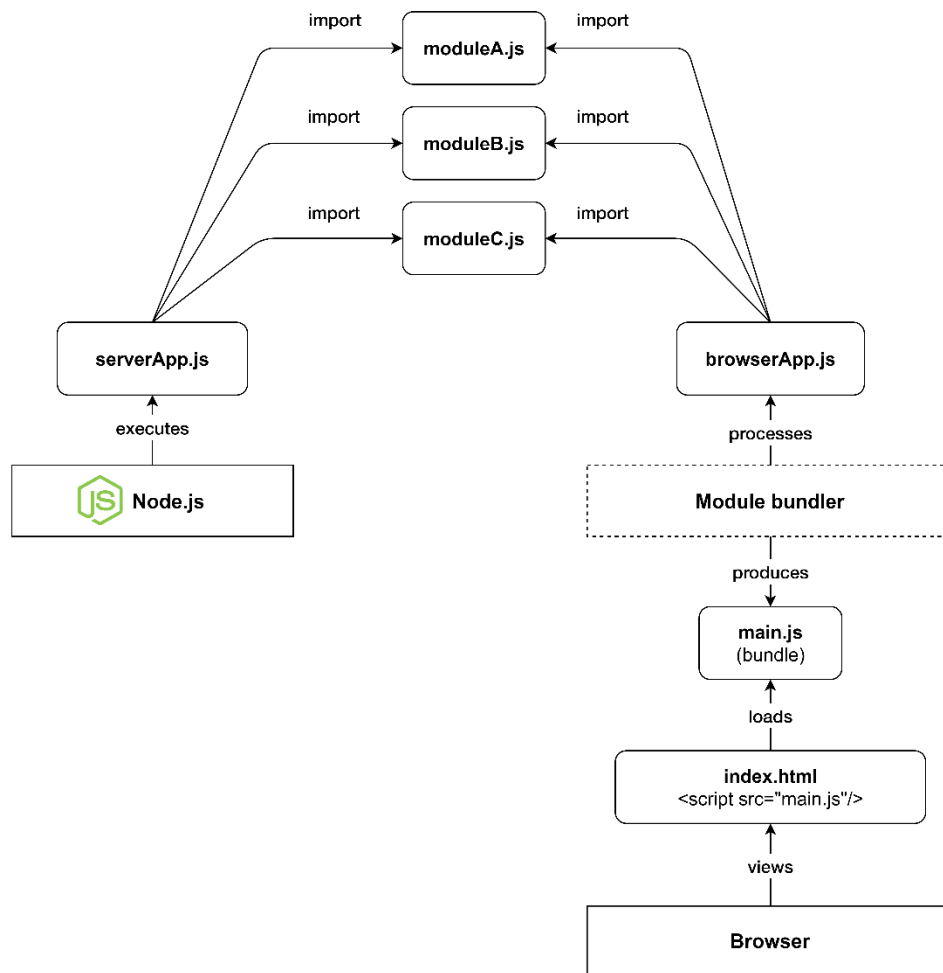 import
import
moduleA.js
import
import
moduleB.js
import
import
moduleC.js
serverApp.js
browserApp.js
executes
processes
JS
Node.js
Module bundler
produces
main.js
(bundle)
loads
index.html
<script src="main.js"/>
views
Browser